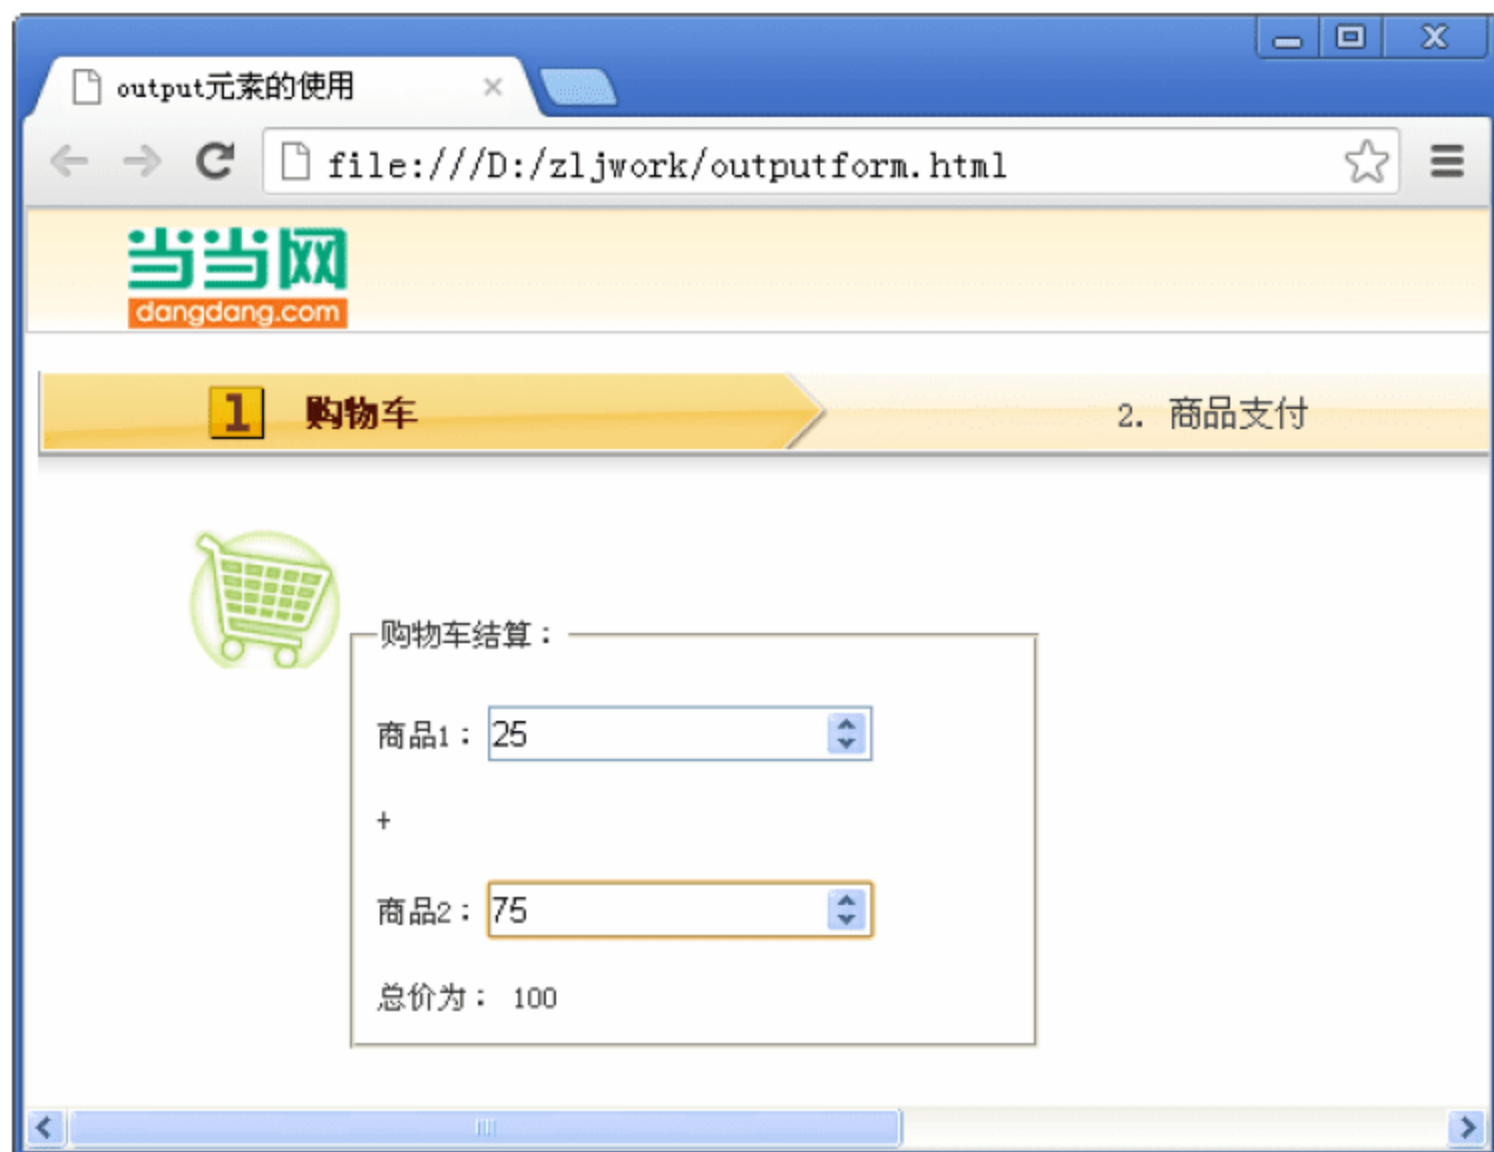 output元素的使用
file:///D:/zljwork/outputform.html
当当网
dangdang.com
1 购物车
2. 商品支付
购物车结算：
商品1： 25
+
商品2： 75
总价为： 100